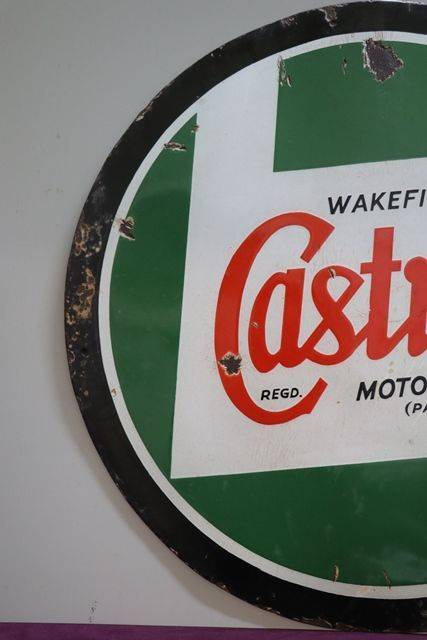 WAKEFI
Castr
REGD.
MOTO
(PA